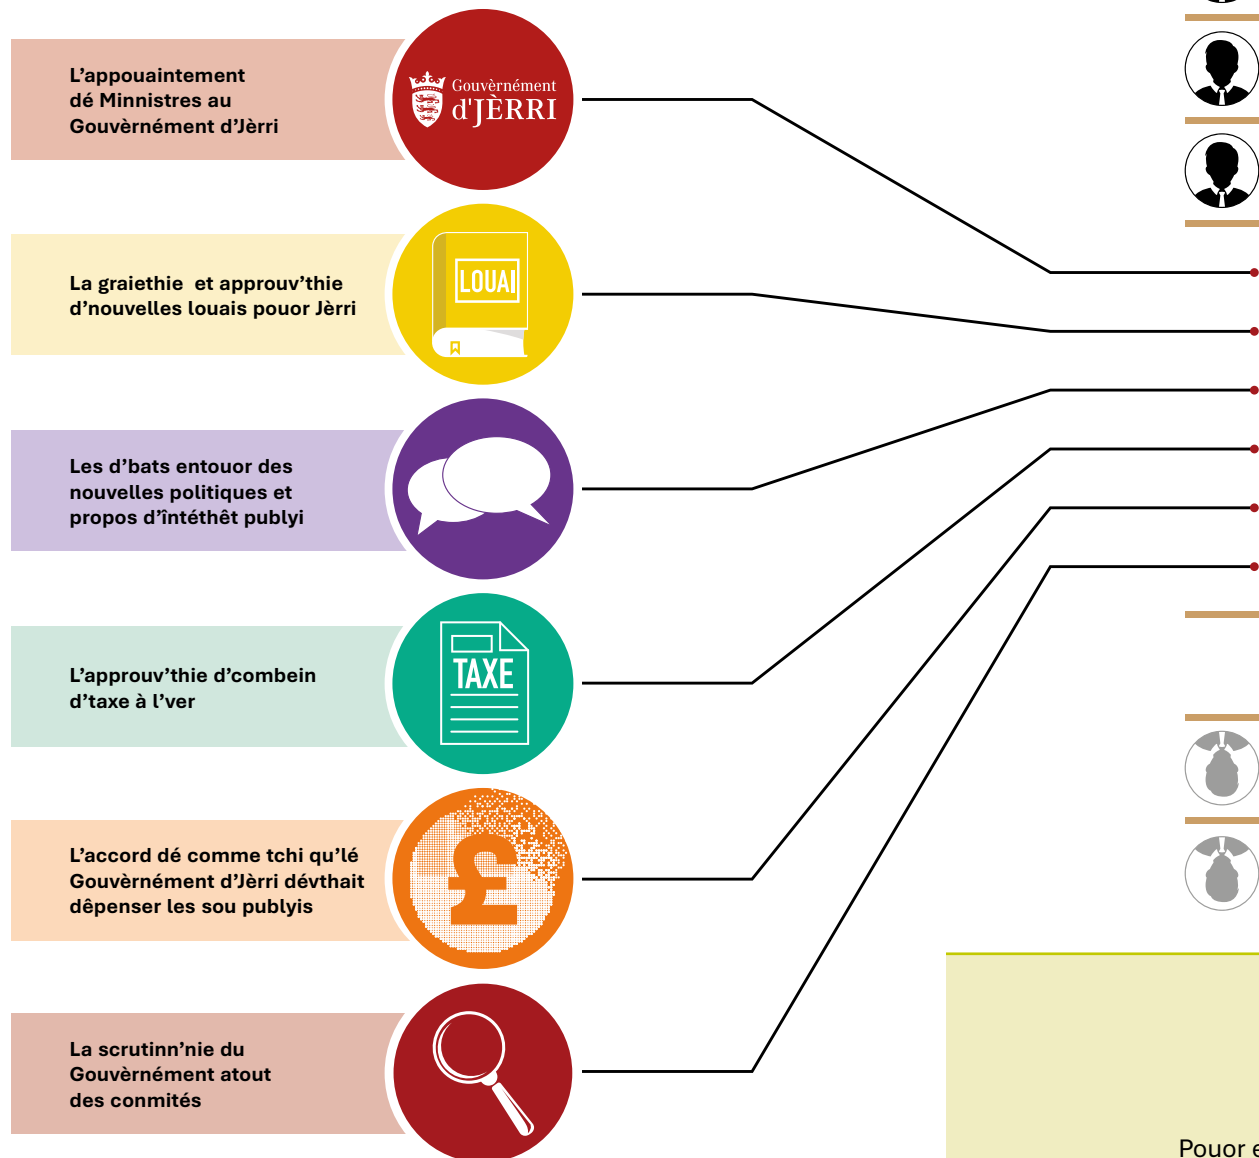 L'appouaintement
dé Minnistres au
Gouvèrnément d'Jèrri
Gouvèrnément
d'JÈRRI
La graiethie et approuv'thie
d'nouvelles louais pouor Jèrri
LOUAI
Les d'bats entouor des
nouvelles politiques et
propos d'întéthêt publyi
L'approuv'thie d'combein
d'taxe à l'ver
TAXE
L'accord dé comme tchi qu'lé
Gouvèrnément d'Jèrri dévthait
dêpenser les sou publyis
£
La scrutinn'nie du
Gouvèrnément atout
des conmités
Pouor e